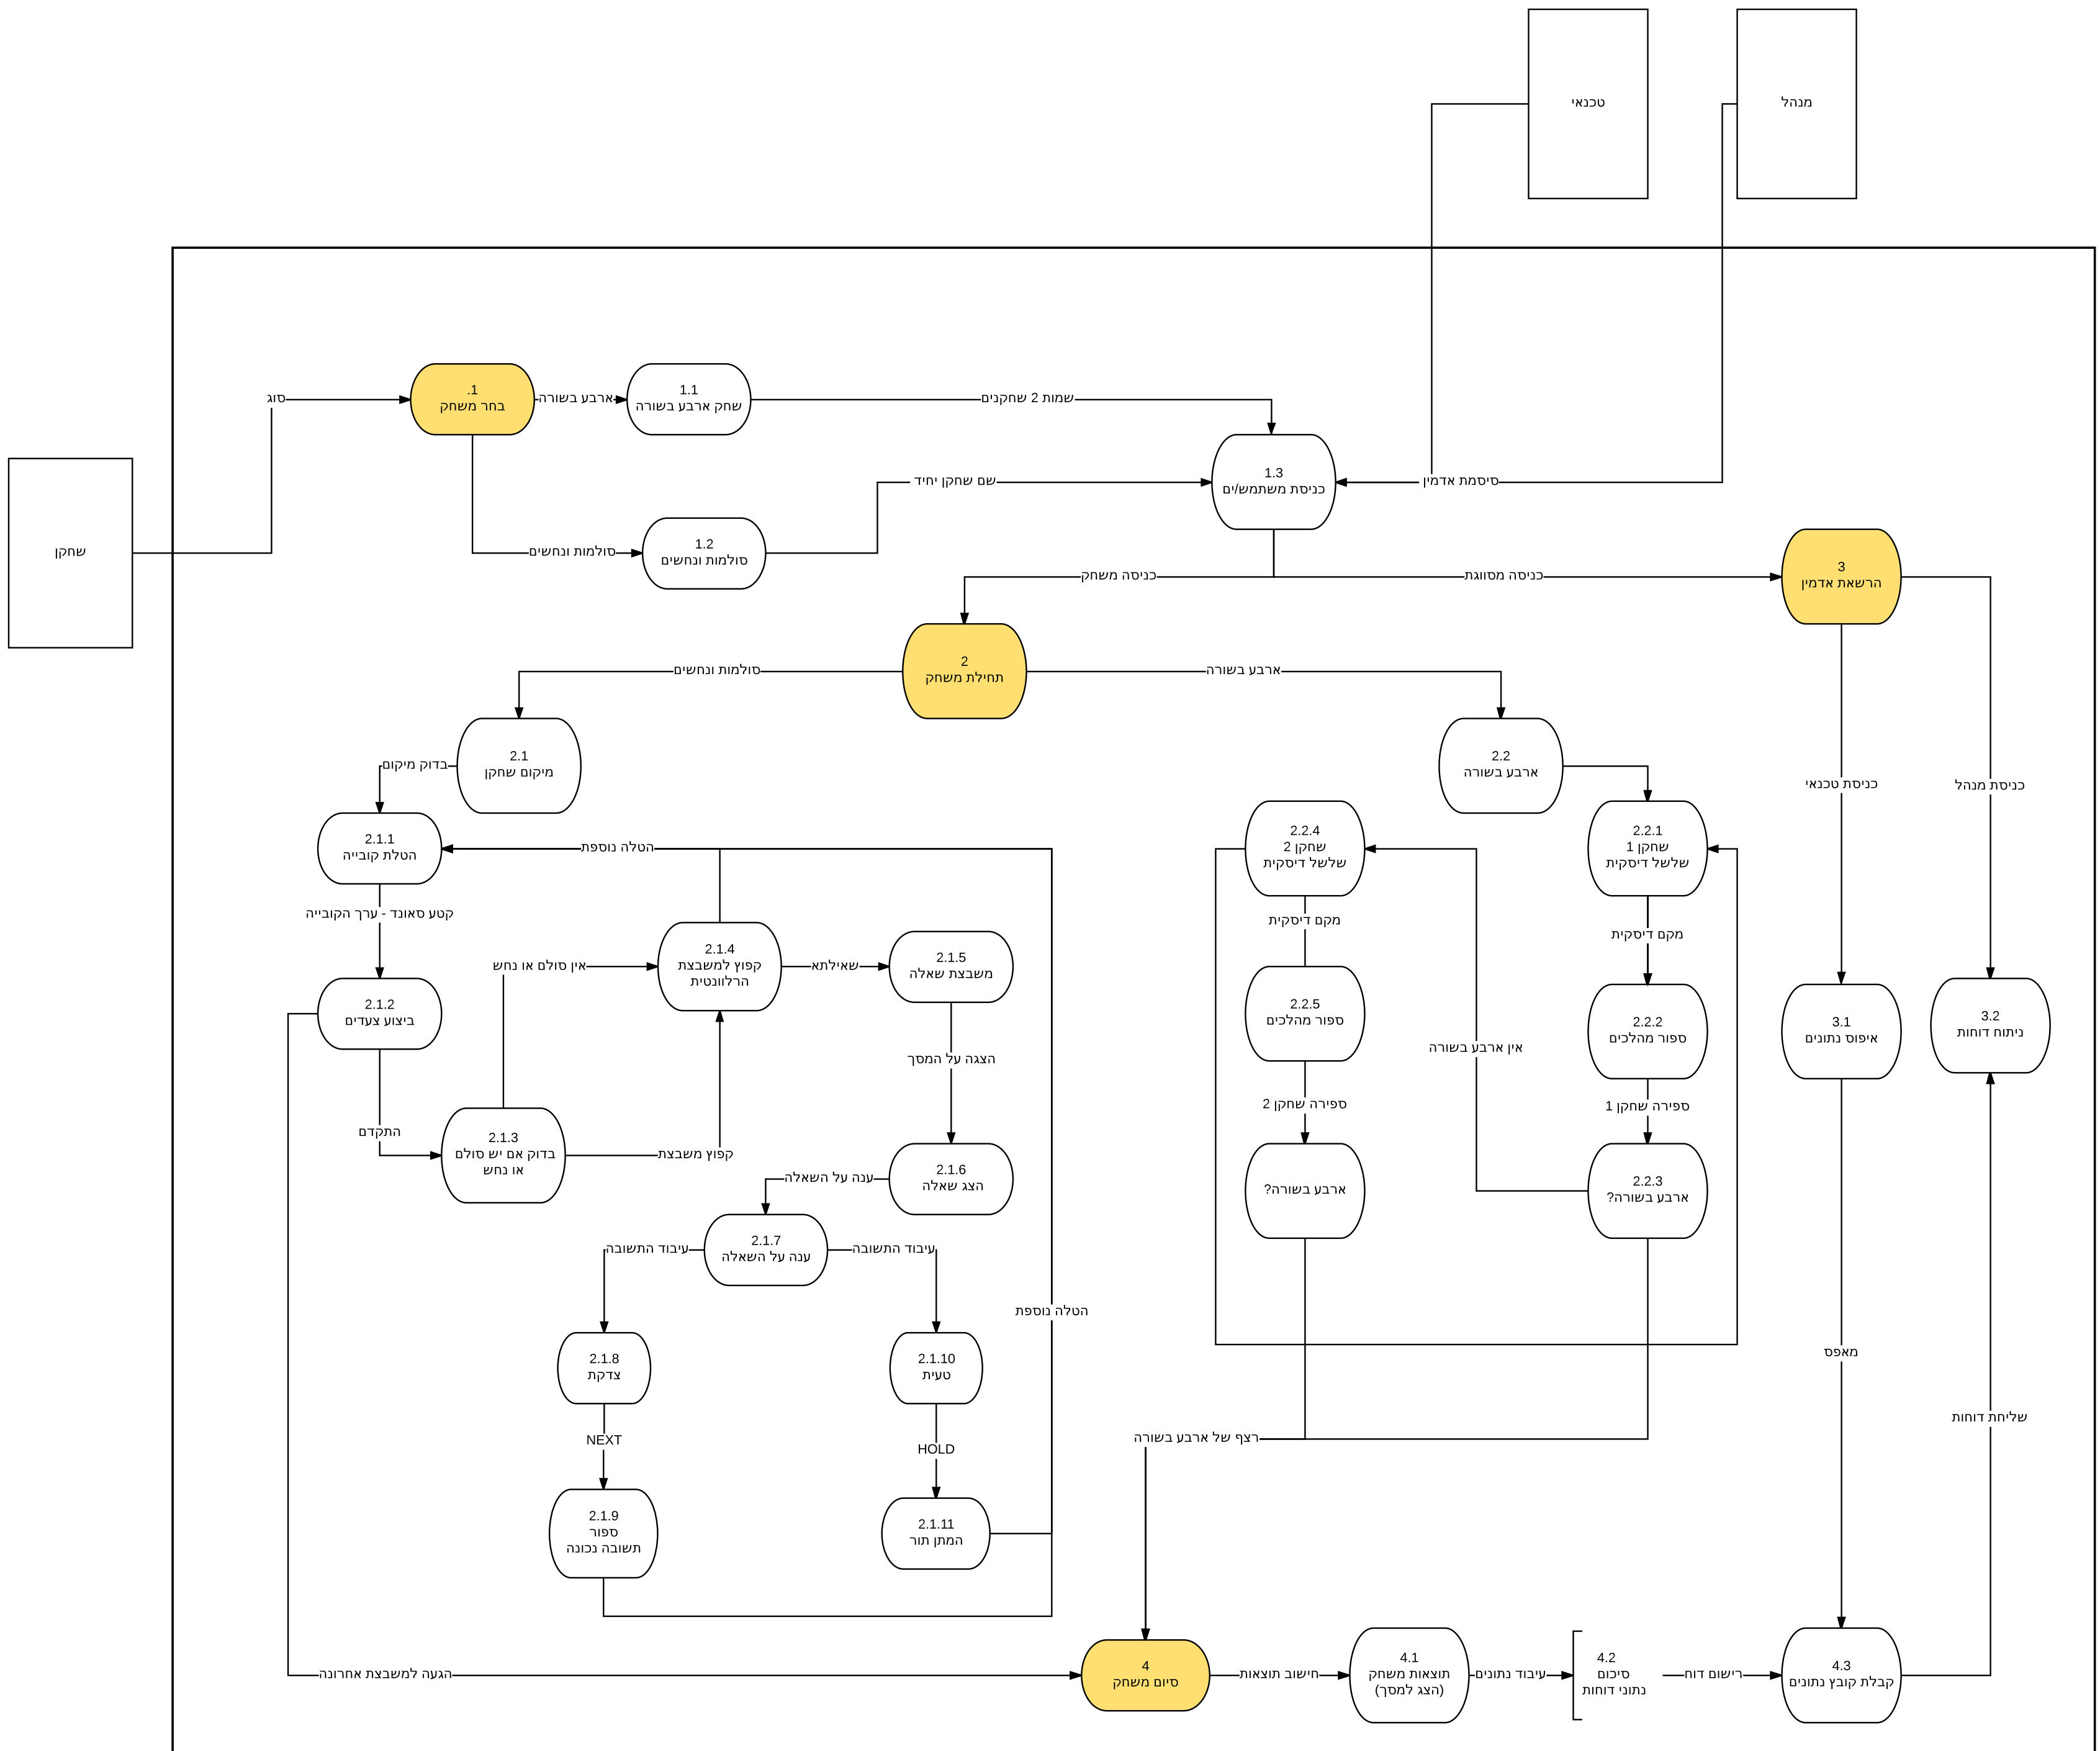 טכנאי
מנהל
שחקן
סוג
1.
בחר משחק
ארבע בשורה
1.1
שחק ארבע בשורה
שמות 2 שחקנים
סולמות ונחשים
1.2
סולמות ונחשים
שם שחקן יחיד
1.3
כניסת משתמש/ים
סיסמת אדמין
כניסה משחק
כניסה מסווגת
3
הרשאת אדמין
2
תחילת משחק
סולמות ונחשים
ארבע בשורה
2.1
מיקום שחקן
בדוק מיקום
2.2
ארבע בשורה
כניסת טכנאי
כניסת מנהל
2.1.1
הטלת קובייה
הטלה נוספת
2.2.4
שחקן 2
שלשל דיסקית
2.2.1
שחקן 1
שלשל דיסקית
קטע סאונד - ערך הקובייה
מקם דיסקית
מקם דיסקית
2.1.2
ביצוע צעדים
אין סולם או נחש
2.1.4
קפוץ למשבצת
הרלוונטית
שאילתא
2.1.5
משבצת שאלה
2.2.5
ספור מהלכים
אין ארבע בשורה
2.2.2
ספור מהלכים
3.1
איפוס נתונים
3.2
ניתוח דוחות
הצגה על המסך
ספירה שחקן 2
ספירה שחקן 1
התקדם
2.1.3
בדוק אם יש סולם
או נחש
קפוץ משבצת
2.1.6
הצג שאלה
ענה על השאלה
ארבע בשורה?
2.2.3
ארבע בשורה?
2.1.7
ענה על השאלה
עיבוד התשובה
עיבוד התשובה
הטלה נוספת
2.1.8
צדקת
2.1.10
טעית
מאפס
NEXT
HOLD
רצף של ארבע בשורה
שליחת דוחות
2.1.9
ספור
תשובה נכונה
2.1.11
המתן תור
הגעה למשבצת אחרונה
4
סיום משחק
חישוב תוצאות
4.1
תוצאות משחק
(הצג למסך)
עיבוד נתונים
4.2
סיכום
נתוני דוחות
רישום דוח
4.3
קבלת קובץ נתונים